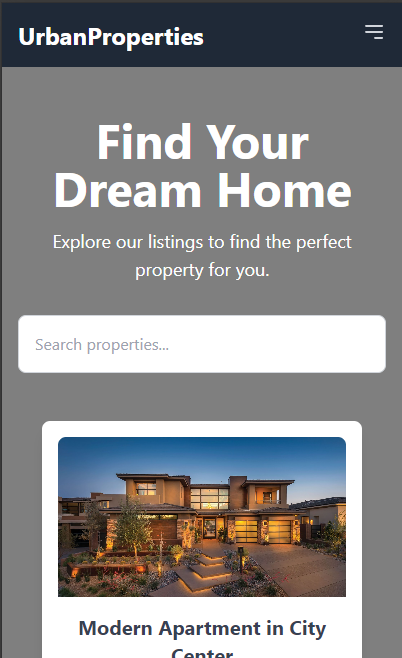 UrbanProperties
Find Your
Dream Home
Explore our listings to find the perfect
property for you.
Search properties...
Modern Apartment in City
Center